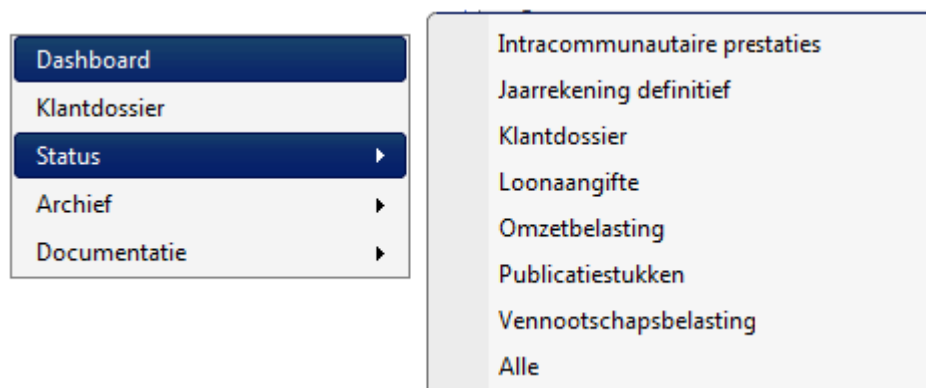 Dashboard
Klantdossier
Status
Archief
Documentatie
Intracommunautaire prestaties
Jaarrekening definitief
Klantdossier
Loonaangifte
Omzetbelasting
Publicatiestukken
Vennootschapsbelasting
Alle